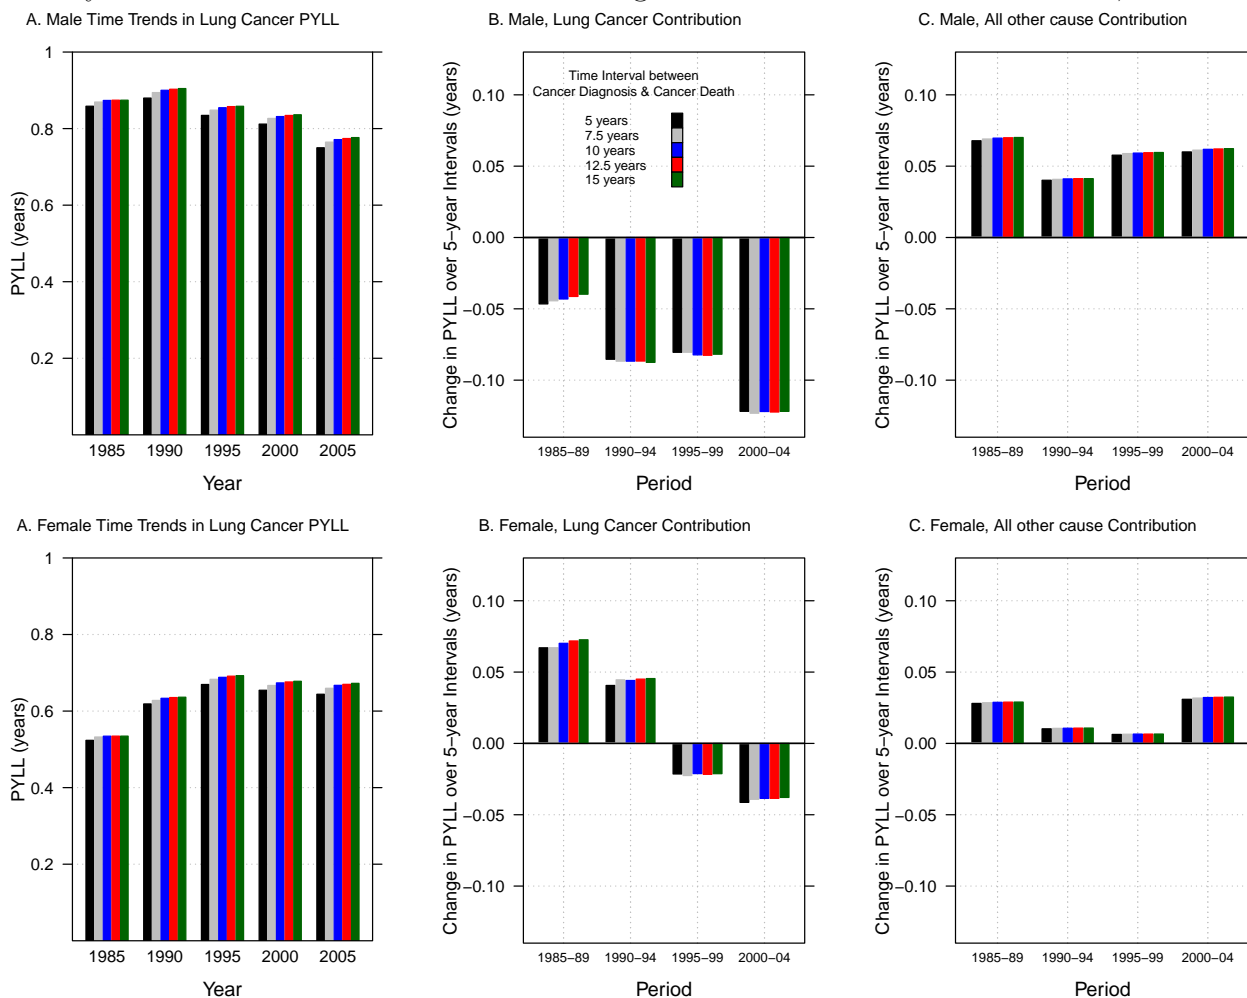 A. Male Time Trends in Lung Cancer PYLL
B. Male, Lung Cancer Contribution
C. Male, All other cause Contribution
PYLL (years)
1
0.8
0.6
0.4
0.2
1985 1990 1995 2000 2005
Year
Change in PYLL over 5−year Intervals (years)
0.10
0.05
0.00
−0.05
−0.10
Time Interval between
Cancer Diagnosis & Cancer Death
5 years
7.5 years
10 years
12.5 years
15 years
1985−89 1990−94 1995−99 2000−04
Period
Change in PYLL over 5−year Intervals (years)
0.10
0.05
0.00
−0.05
−0.10
1985−89 1990−94 1995−99 2000−04
Period
A. Female Time Trends in Lung Cancer PYLL
B. Female, Lung Cancer Contribution
C. Female, All other cause Contribution
PYLL (years)
1
0.8
0.6
0.4
0.2
1985 1990 1995 2000 2005
Year
Change in PYLL over 5−year Intervals (years)
0.10
0.05
0.00
−0.05
−0.10
1985−89 1990−94 1995−99 2000−04
Period
Change in PYLL over 5−year Intervals (years)
0.10
0.05
0.00
−0.05
−0.10
1985−89 1990−94 1995−99 2000−04
Period